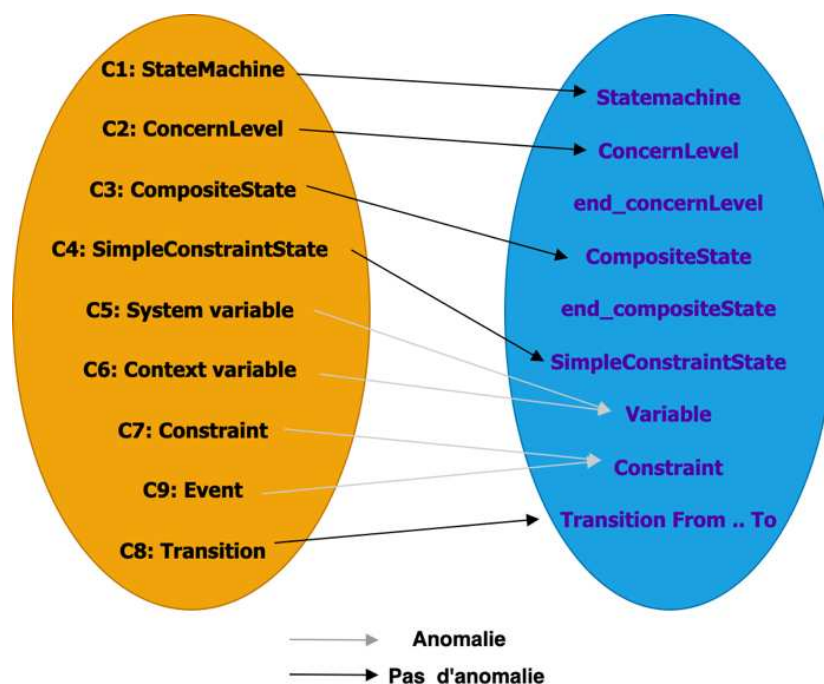 C1: StateMachine
C2: ConcernLevel
C3: CompositeState
C4: SimpleConstraintState
C5: System variable
C6: Context variable
C7: Constraint
C9: Event
C8: Transition
Statemachine
ConcernLevel
end_concernLevel
CompositeState
end_compositeState
SimpleConstraintState
Variable
Constraint
Transition From .. To
Anomalie
Pas d'anomalie